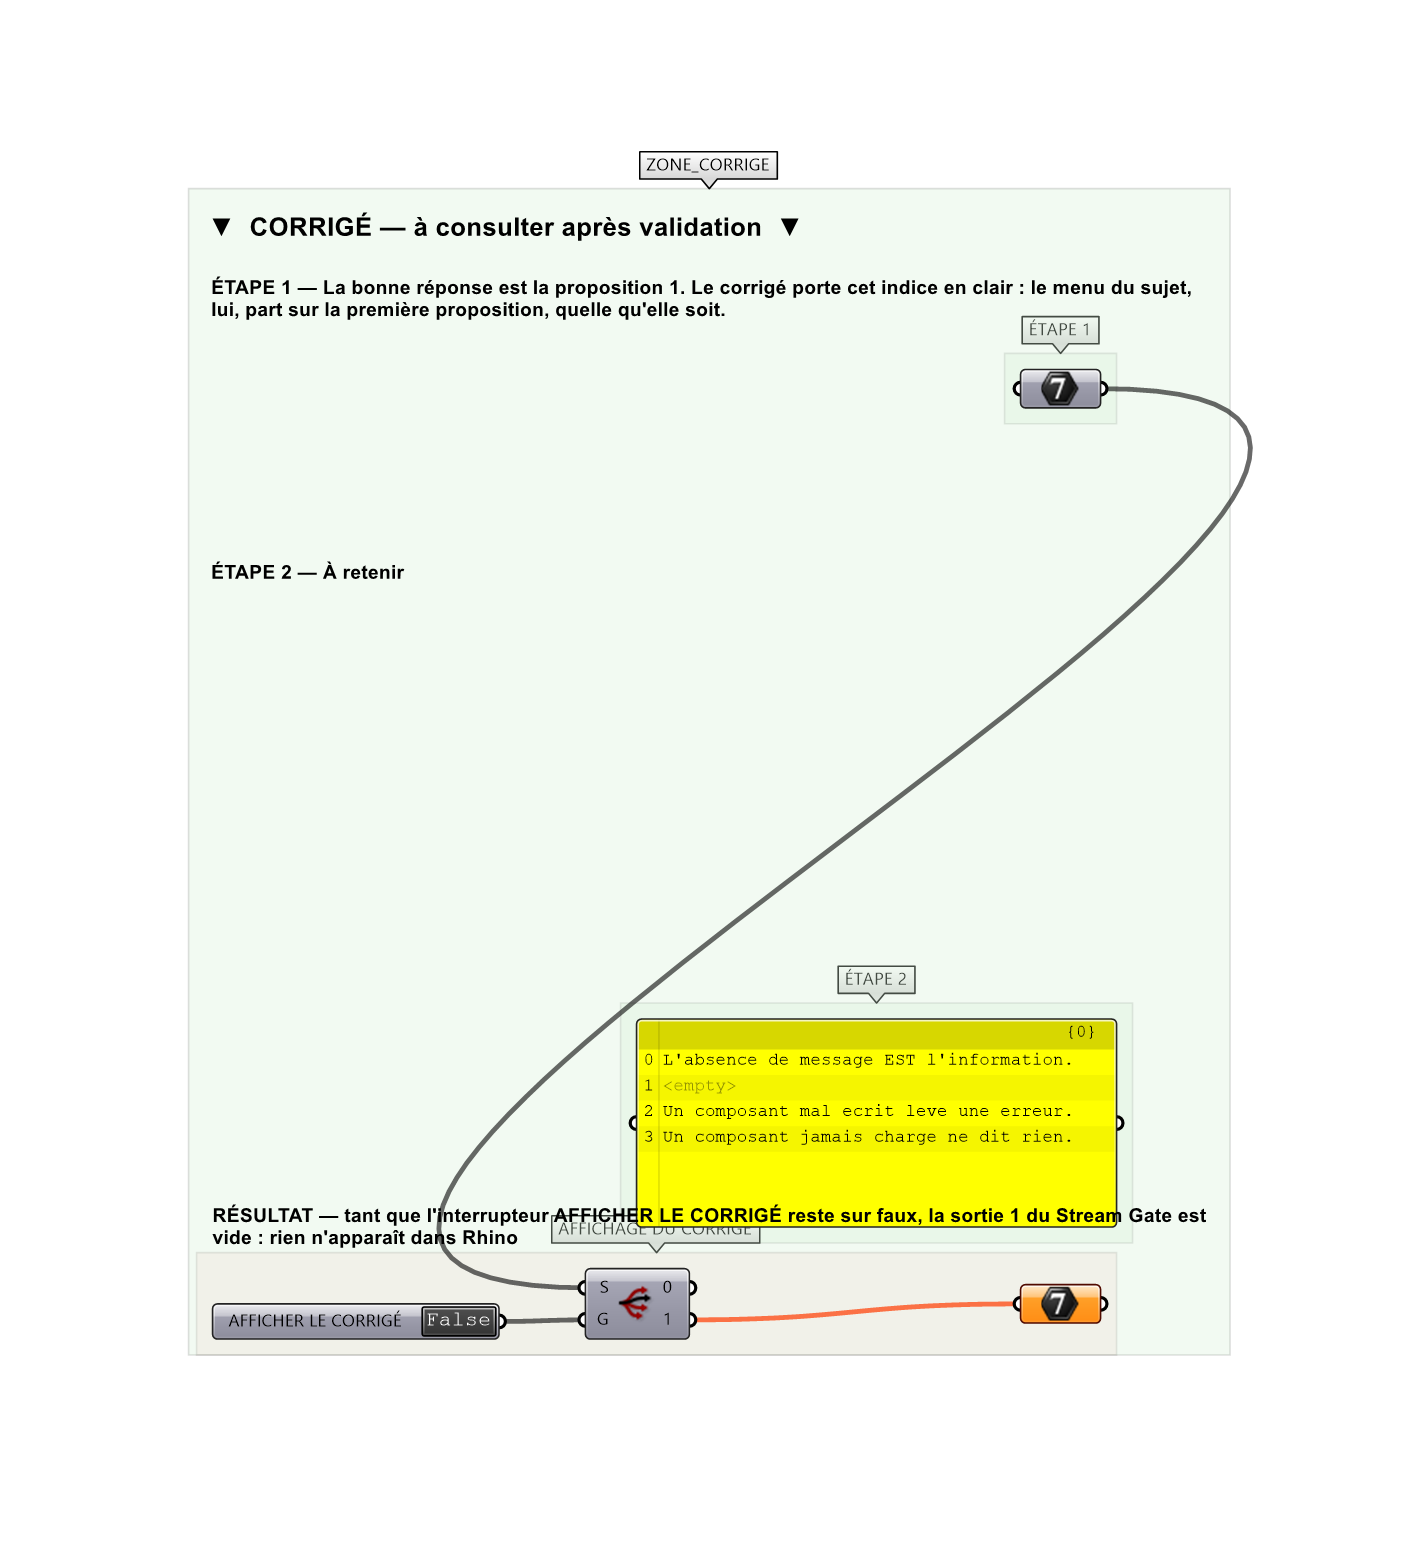 ZONE_CORRIGE
▼ CORRIGÉ — à consulter après validation ▼
ÉTAPE 1 — La bonne réponse est la proposition 1. Le corrigé porte cet indice en clair : le menu du sujet,
lui, part sur la première proposition, quelle qu'elle soit.
ÉTAPE 1
7
ÉTAPE 2 — À retenir
ÉTAPE 2
{0}
0 L'absence de message EST l'information.
1 <empty>
2 Un composant mal ecrit leve une erreur.
3 Un composant jamais charge ne dit rien.
RÉSULTAT — tant que l'interrupteur AFFICHER LE CORRIGÉ reste sur faux, la sortie 1 du Stream Gate est
vide : rien n'apparaît dans Rhino
AFFICHAGE DU CORRIGÉ
S 0
G 1
AFFICHER LE CORRIGÉ False
7